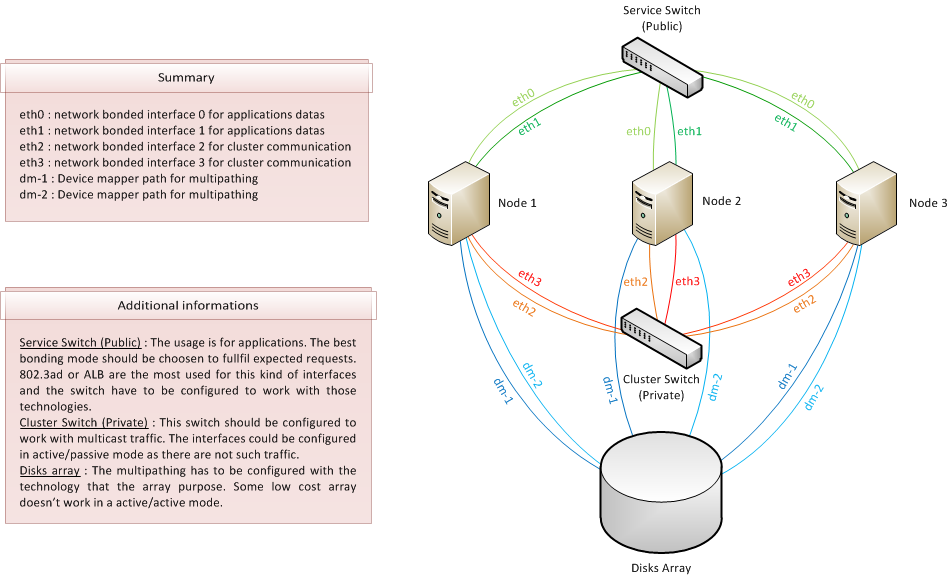 Summary
eth0 : network bonded interface 0 for applications datas
eth1 : network bonded interface 1 for applications datas
eth2 : network bonded interface 2 for cluster communication
eth3 : network bonded interface 3 for cluster communication
dm-1 : Device mapper path for multipathing
dm-2 : Device mapper path for multipathing
Additional informations
Service Switch (Public) : The usage is for applications. The best
bonding mode should be choosen to fullfil expected requests.
802.3ad or ALB are the most used for this kind of interfaces
and the switch have to be configured to work with those
technologies.
Cluster Switch (Private) : This switch should be configured to
work with multicast traffic. The interfaces could be configured
in active/passive mode as there are not such traffic.
Disks array : The multipathing has to be configured with the
technology that the array purpose. Some low cost array
doesn't work in a active/active mode.
Service Switch
(Public)
eth0
eth1
eth0
eth1
eth0
eth1
Node 1
Node 2
Node 3
eth3
eth2
eth2
eth3
eth3
eth2
Cluster Switch
(Private)
dm-1
dm-2
dm-1
dm-2
dm-1
dm-2
Disks Array